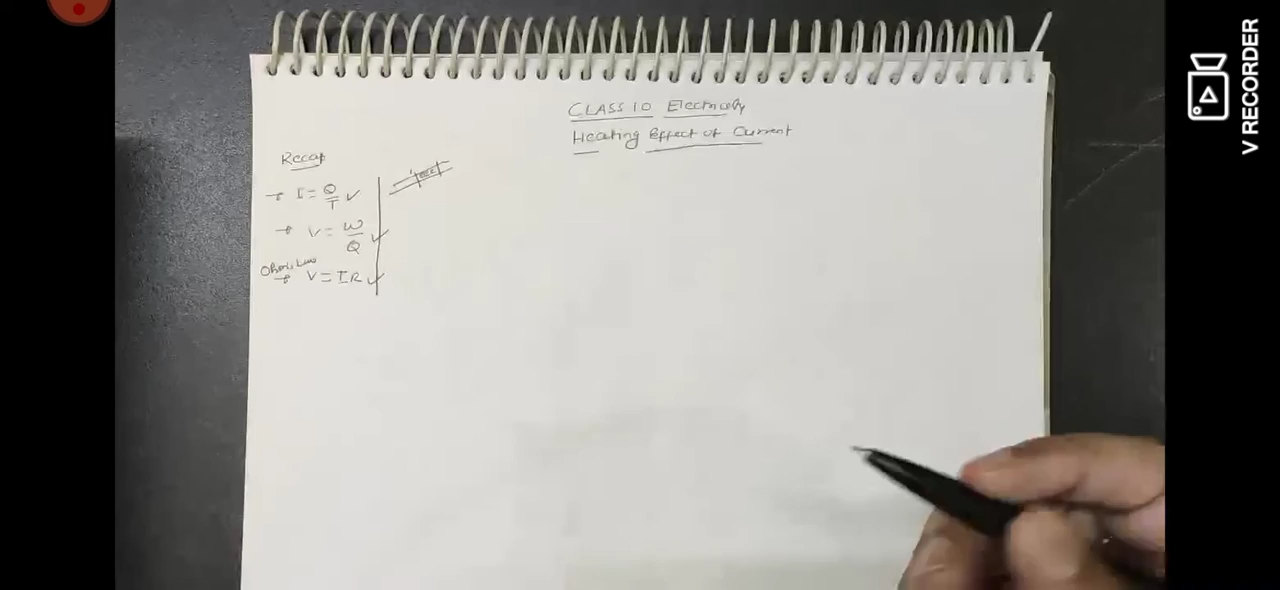 CLASS 10 Electricity
Heating Effect of Current
Recap
→ I = Q/T ✓
→ V = W/Q ✓
Ohm's Law
→ V = IR ✓
V RECORDER